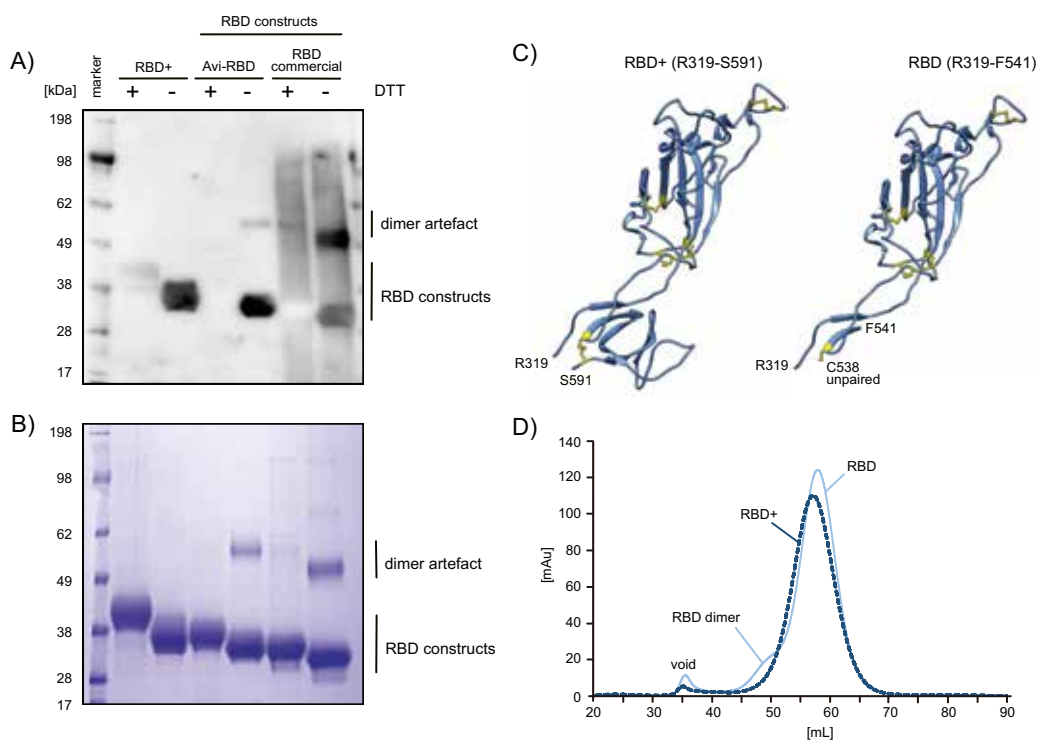 A)
RBD constructs
RBD+
Avi-RBD
RBD
commercial
marker
[kDa]
+ - + - + -
DTT
198
98
62
49
38
28
17
dimer artefact
RBD constructs
B)
198
98
62
49
38
28
17
dimer artefact
RBD constructs
C)
RBD+ (R319-S591)
RBD (R319-F541)
R319
S591
F541
R319
C538
unpaired
D)
140
120
100
80
60
40
20
0
[mAu]
RBD
RBD+
RBD dimer
void
20 30 40 50 60 70 80 90
[mL]